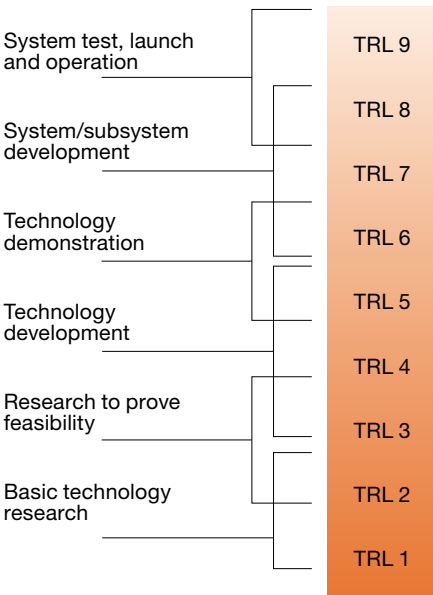 System test, launch
and operation
System/subsystem
development
Technology
demonstration
Technology
development
Research to prove
feasibility
Basic technology
research
TRL 9
TRL 8
TRL 7
TRL 6
TRL 5
TRL 4
TRL 3
TRL 2
TRL 1